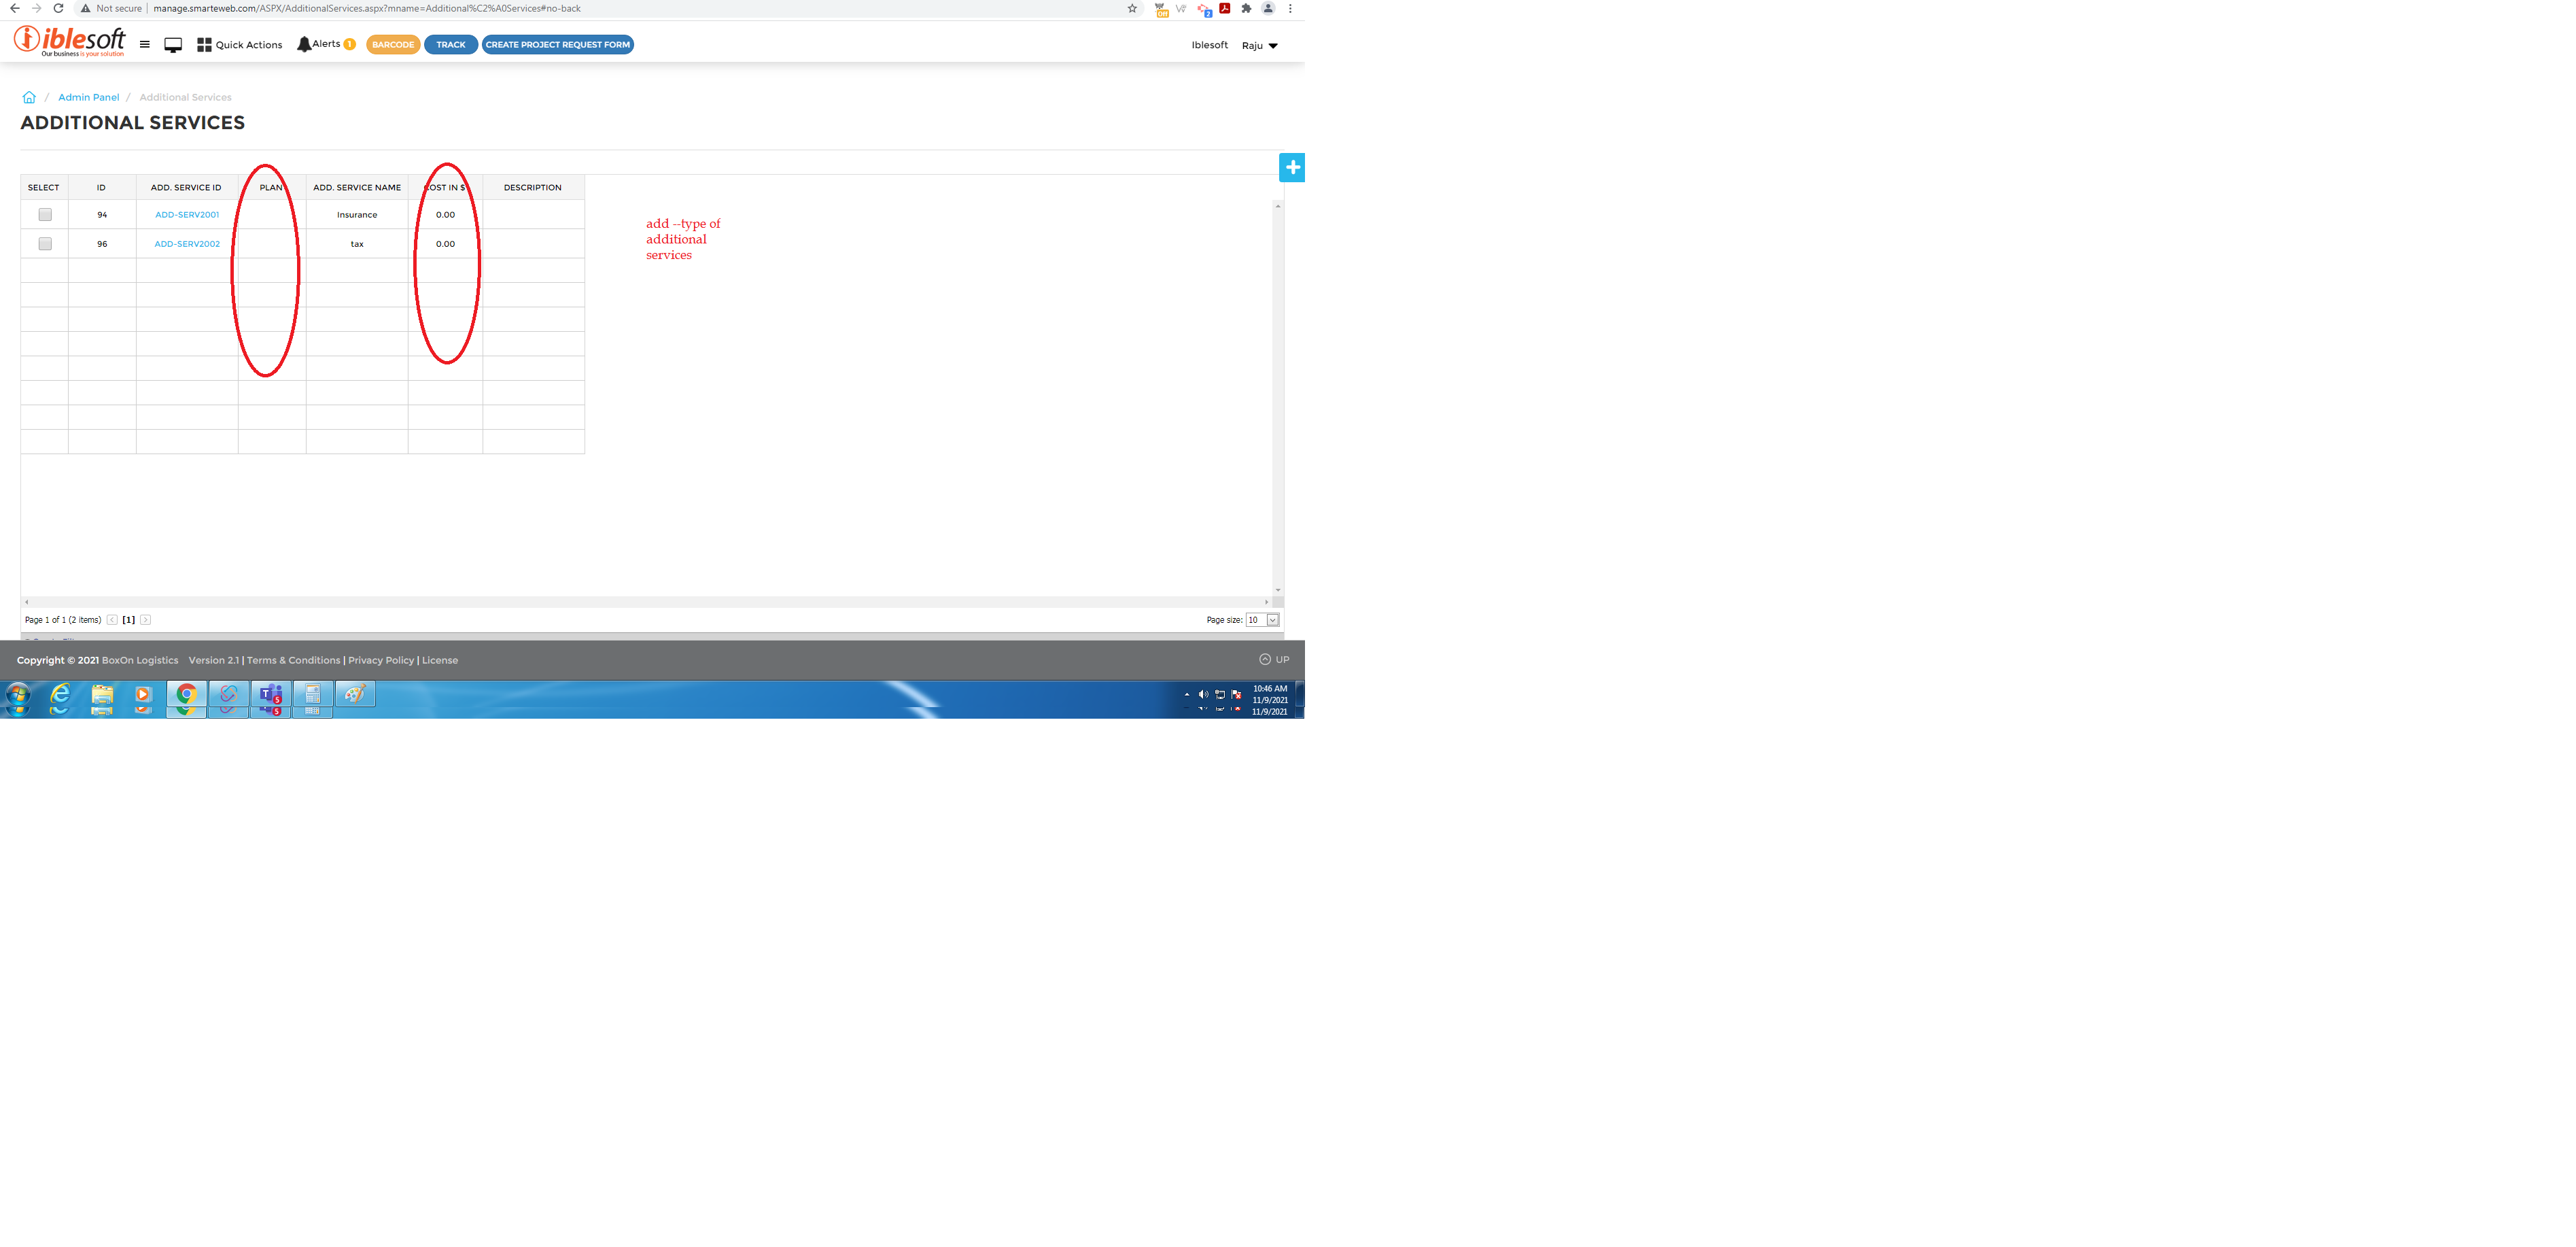 Not secure | manage.smarteweb.com/ASPX/AdditionalServices.aspx?mname=Additional%C2%A0Services#no-back
Off
2
iblesoft
Our business is your solution
Quick Actions
Alerts 1
BARCODE
TRACK
CREATE PROJECT REQUEST FORM
Iblesoft
Raju
/ Admin Panel / Additional Services
ADDITIONAL SERVICES
SELECT ID ADD. SERVICE ID PLAN ADD. SERVICE NAME COST IN $ DESCRIPTION
94 ADD-SERV2001 Insurance 0.00
96 ADD-SERV2002 tax 0.00
add --type of
additional
services
Page 1 of 1 (2 items) [1]
Page size: 10
Copyright © 2021 BoxOn Logistics Version 2.1 | Terms & Conditions | Privacy Policy | License
UP
5
10:46 AM
11/9/2021
5
11/9/2021